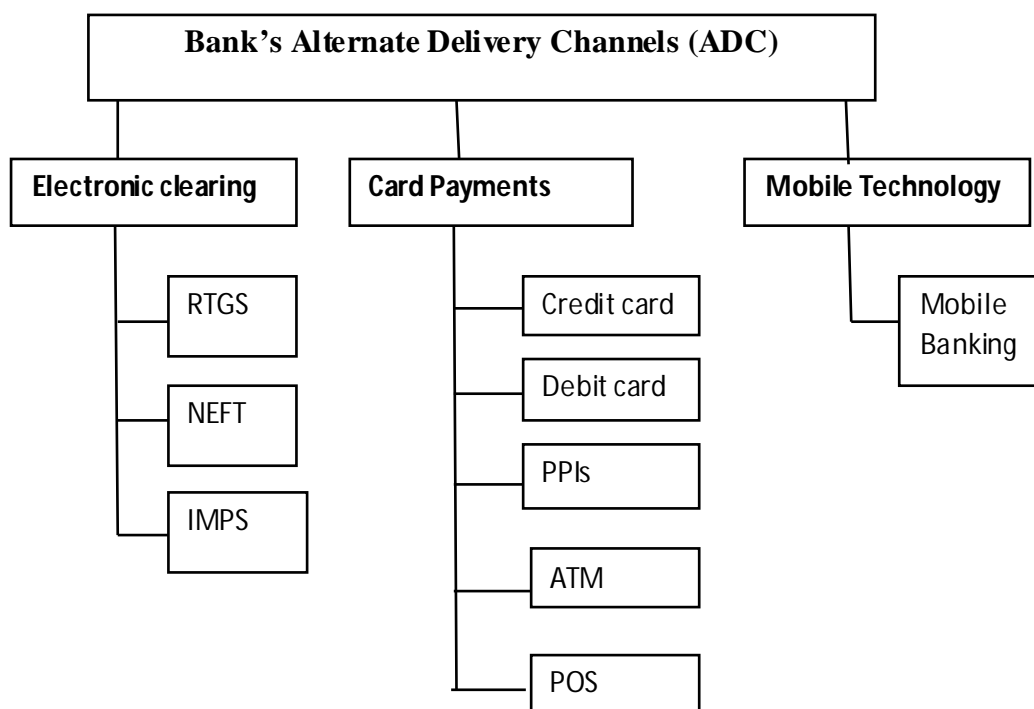 Bank's Alternate Delivery Channels (ADC)
Electronic clearing
Card Payments
Mobile Technology
RTGS
NEFT
IMPS
Credit card
Debit card
PPIs
ATM
POS
Mobile
Banking